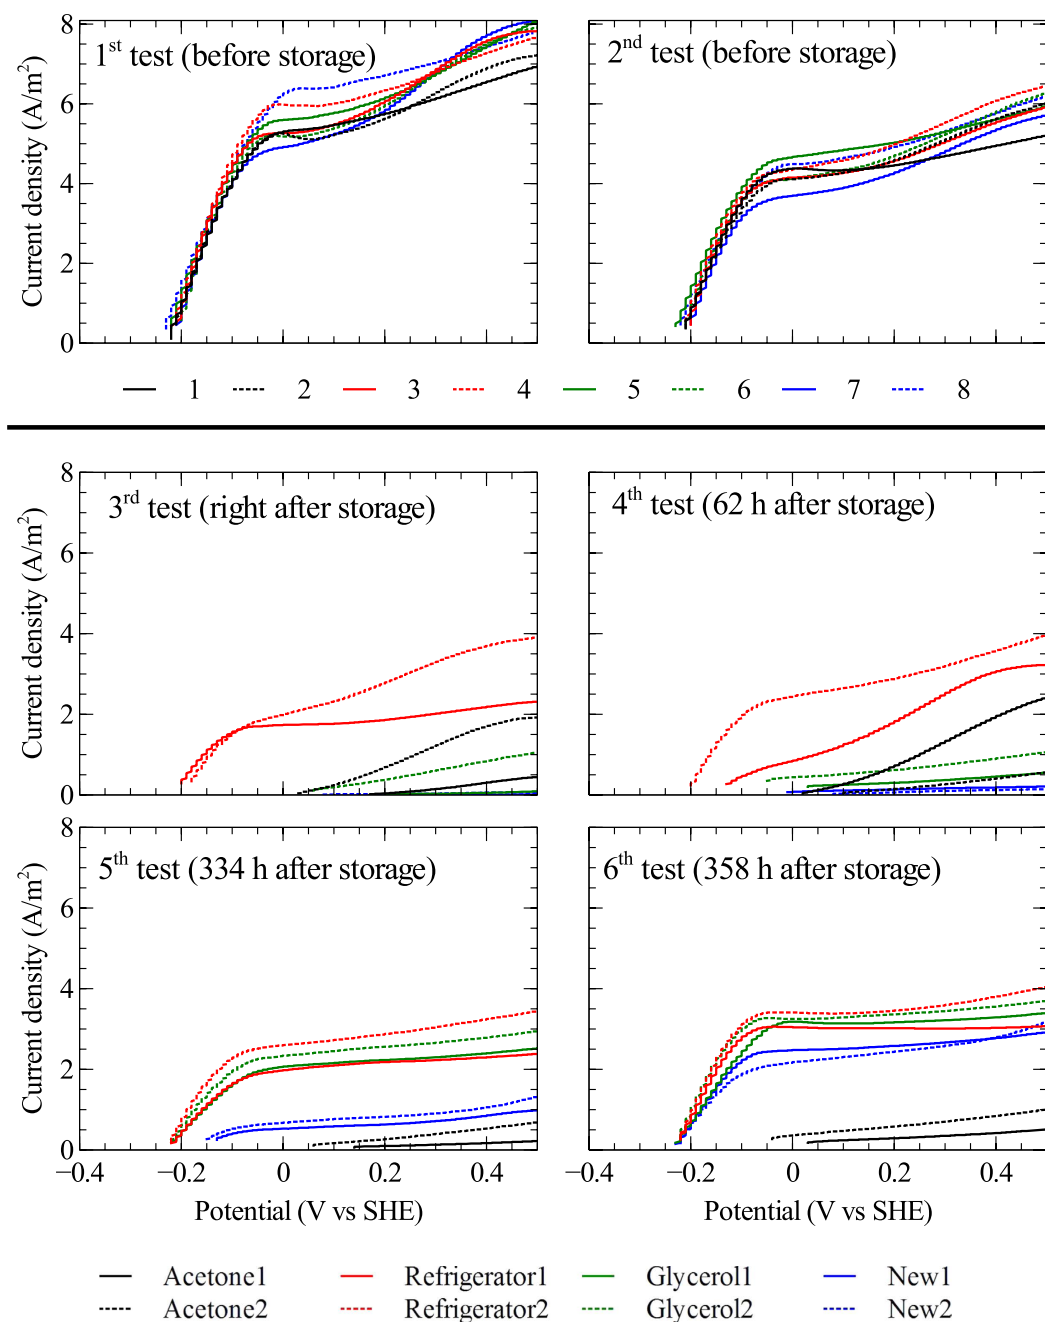 8
1st test (before storage)
6
4
2
0
Current density (A/m2)
2nd test (before storage)
1 2 3 4 5 6 7 8
8
3rd test (right after storage)
6
4
2
0
Current density (A/m2)
4th test (62 h after storage)
8
5th test (334 h after storage)
6
4
2
0
Current density (A/m2)
−0.4 −0.2 0 0.2 0.4
Potential (V vs SHE)
6th test (358 h after storage)
−0.4 −0.2 0 0.2 0.4
Potential (V vs SHE)
Acetone1 Refrigerator1 Glycerol1 New1
Acetone2 Refrigerator2 Glycerol2 New2